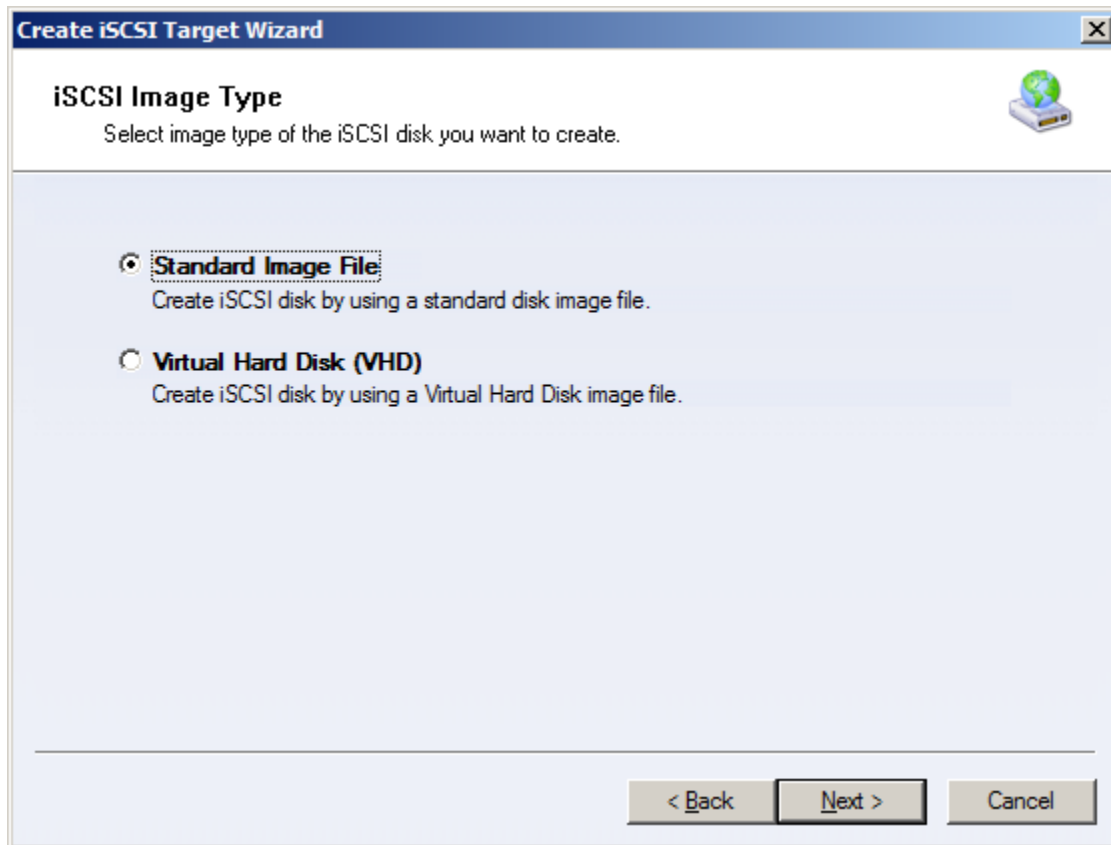 Create iSCSI Target Wizard
iSCSI Image Type
Select image type of the iSCSI disk you want to create.
Standard Image File
Create iSCSI disk by using a standard disk image file.
Virtual Hard Disk (VHD)
Create iSCSI disk by using a Virtual Hard Disk image file.
< Back Next > Cancel